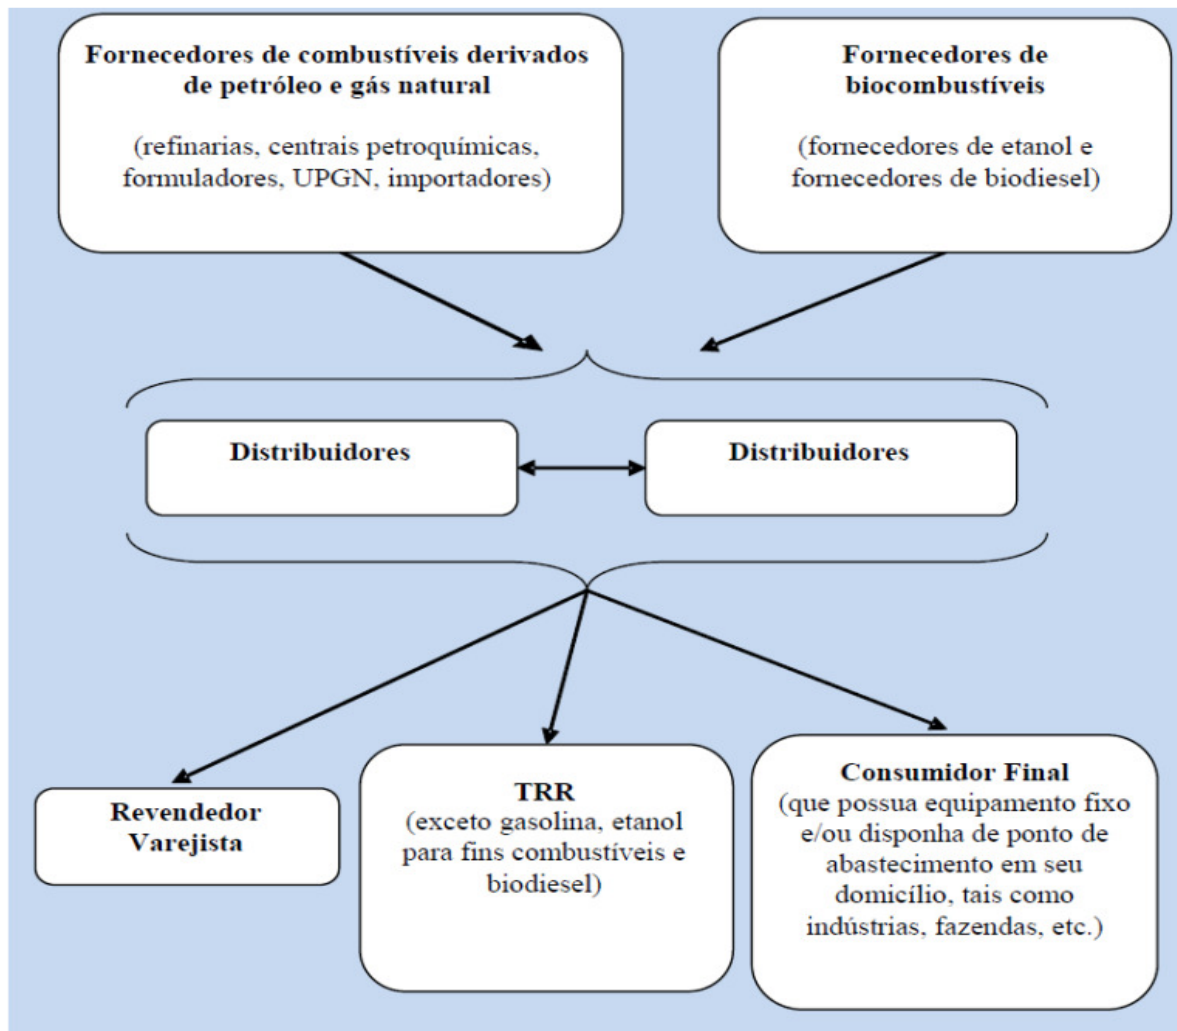 Fornecedores de combustíveis derivados
de petróleo e gás natural
(refinarias, centrais petroquímicas,
formuladores, UPGN, importadores)
Fornecedores de
biocombustíveis
(fornecedores de etanol e
fornecedores de biodiesel)
Distribuidores
Distribuidores
Revendedor
Varejista
TRR
(exceto gasolina, etanol
para fins combustíveis e
biodiesel)
Consumidor Final
(que possua equipamento fixo
e/ou disponha de ponto de
abastecimento em seu
domicílio, tais como
indústrias, fazendas, etc.)